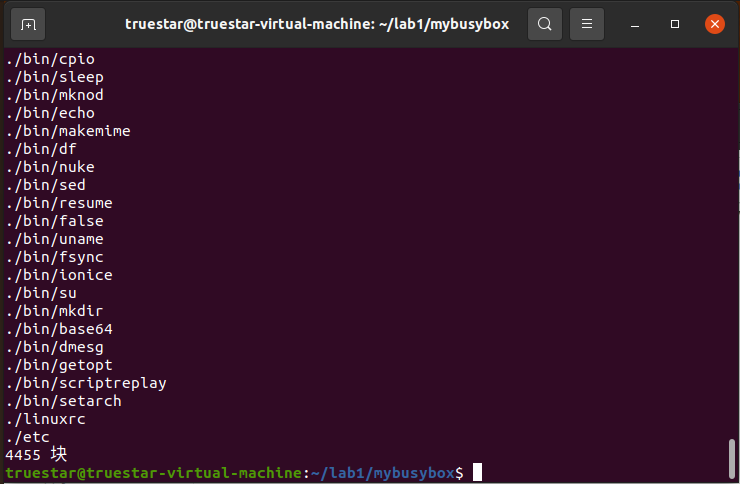 truestar@truestar-virtual-machine: ~/lab1/mybusybox
./bin/cpio
./bin/sleep
./bin/mknod
./bin/echo
./bin/makemime
./bin/df
./bin/nuke
./bin/sed
./bin/resume
./bin/false
./bin/uname
./bin/fsync
./bin/ionice
./bin/su
./bin/mkdir
./bin/base64
./bin/dmesg
./bin/getopt
./bin/scriptreplay
./bin/setarch
./linuxrc
./etc
4455 块
truestar@truestar-virtual-machine:~/lab1/mybusybox$